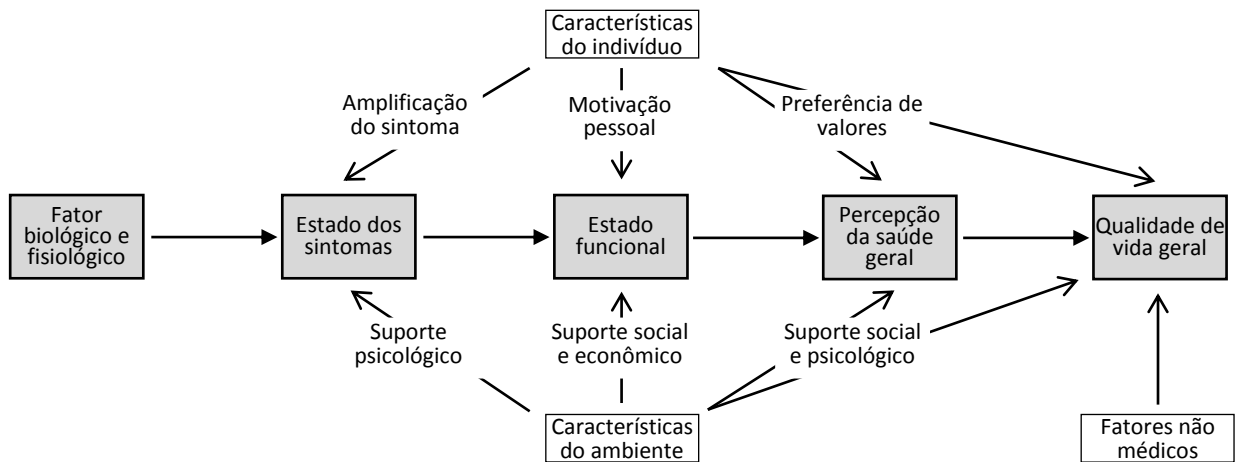 Características
do indivíduo
Amplificação
do sintoma
Motivação
pessoal
Preferência de
valores
Fator
biológico e
fisiológico
Estado dos
sintomas
Estado
funcional
Percepção
da saúde
geral
Qualidade de
vida geral
Suporte
psicológico
Suporte social
e econômico
Suporte social
e psicológico
Características
do ambiente
Fatores não
médicos